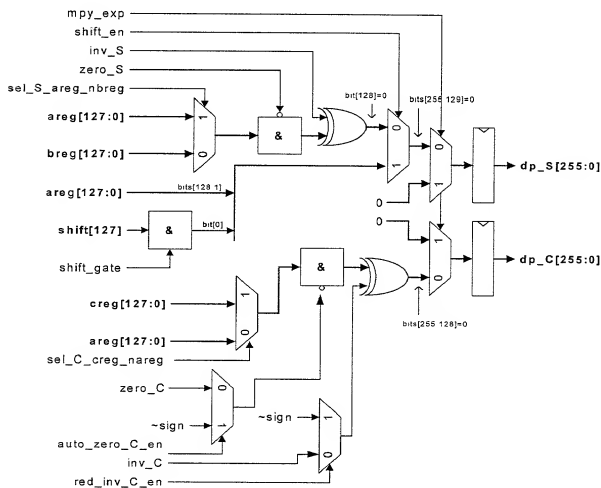 mpy_exp
shift_en
inv_S
zero_S
sel_S_areg_nbreg
bit[128]=0
bits[255 129]=0
areg[127:0]
1
0
0
&
breg[127:0]
0
1
1
dp_S[255:0]
areg[127:0]
bits[128 1]
0
0
shift[127]
&
bit[0]
1
shift_gate
&
0
dp_C[255:0]
creg[127:0]
1
areg[127:0]
0
bits[255 128]=0
sel_C_creg_nareg
zero_C
0
~sign
1
~sign
1
auto_zero_C_en
inv_C
0
red_inv_C_en